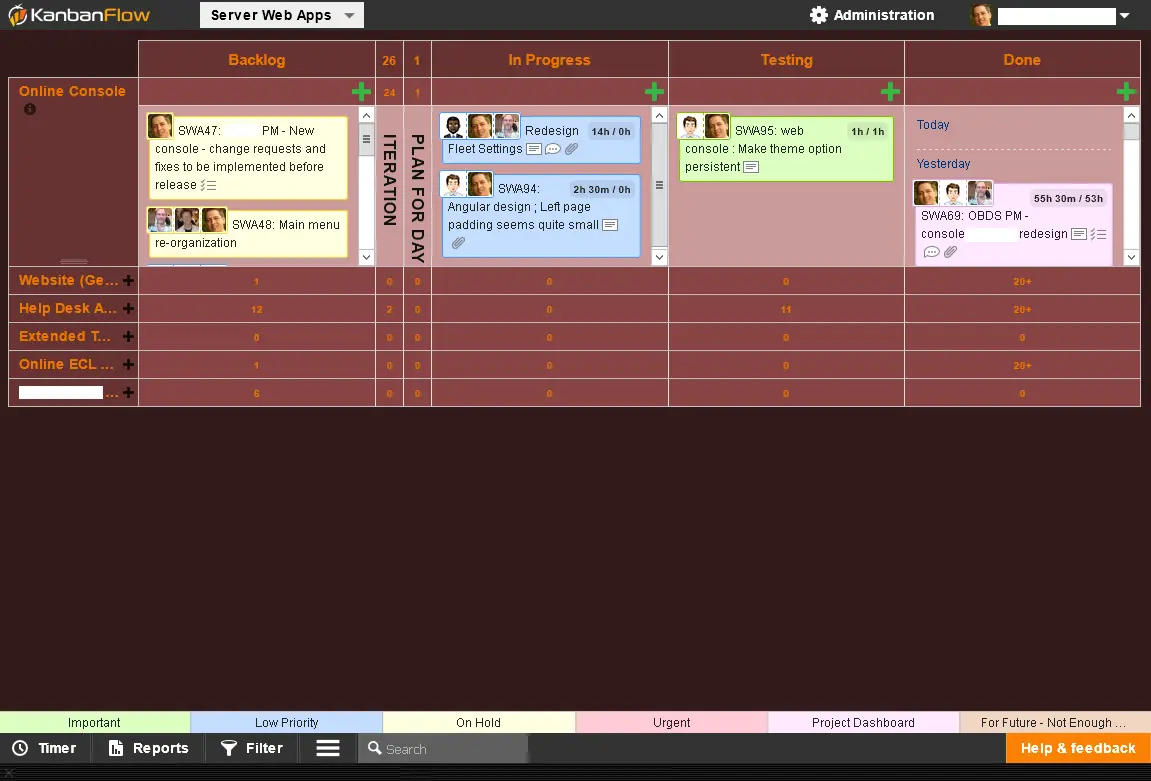 KanbanFlow
Server Web Apps
Administration
Backlog
26
1
In Progress
Testing
Done
Online Console
24
1
SWA47: PM - New
console - change requests and
fixes to be implemented before
release
SWA48: Main menu
re-organization
ITERATION
PLAN FOR DAY
Redesign 14h / 0h
Fleet Settings
SWA94: 2h 30m / 0h
Angular design ; Left page
padding seems quite small
SWA95: web 1h / 1h
console : Make theme option
persistent
Today
Yesterday
55h 30m / 53h
SWA69: OBDS PM -
console redesign
Website (Ge... 1 0 0 0 0 20+
Help Desk A... 12 2 0 0 11 20+
Extended T... 0 0 0 0 0 0
Online ECL ... 1 0 0 0 0 20+
... 6 0 0 0 0 0
Important
Low Priority
On Hold
Urgent
Project Dashboard
For Future - Not Enough ...
Timer
Reports
Filter
Search
Help & feedback